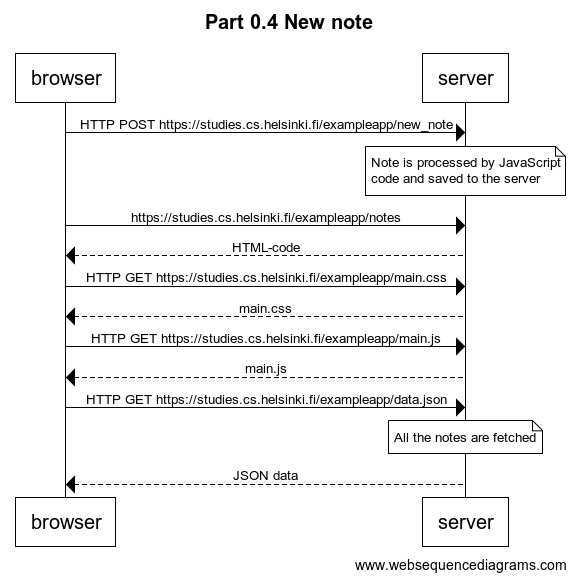 Part 0.4 New note
browser
server
HTTP POST https://studies.cs.helsinki.fi/exampleapp/new_note
Note is processed by JavaScript
code and saved to the server
https://studies.cs.helsinki.fi/exampleapp/notes
HTML-code
HTTP GET https://studies.cs.helsinki.fi/exampleapp/main.css
main.css
HTTP GET https://studies.cs.helsinki.fi/exampleapp/main.js
main.js
HTTP GET https://studies.cs.helsinki.fi/exampleapp/data.json
All the notes are fetched
JSON data
browser
server
www.websequencediagrams.com